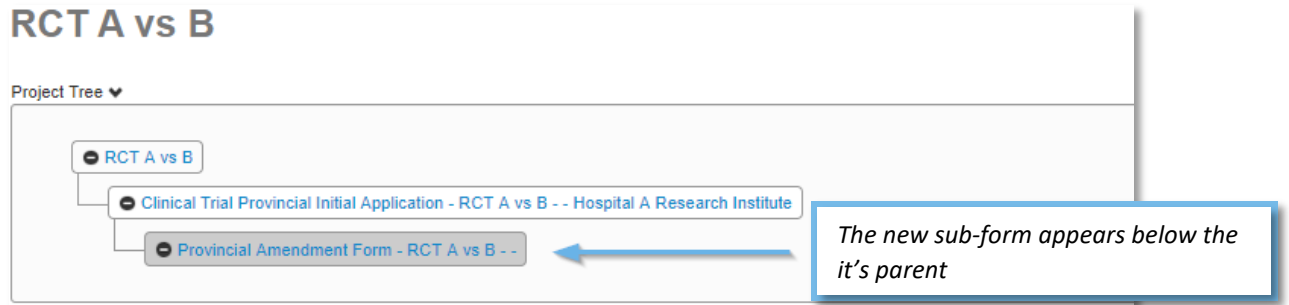 RCT A vs B
Project Tree
RCT A vs B
Clinical Trial Provincial Initial Application - RCT A vs B - - Hospital A Research Institute
Provincial Amendment Form - RCT A vs B - -
The new sub-form appears below the
it's parent